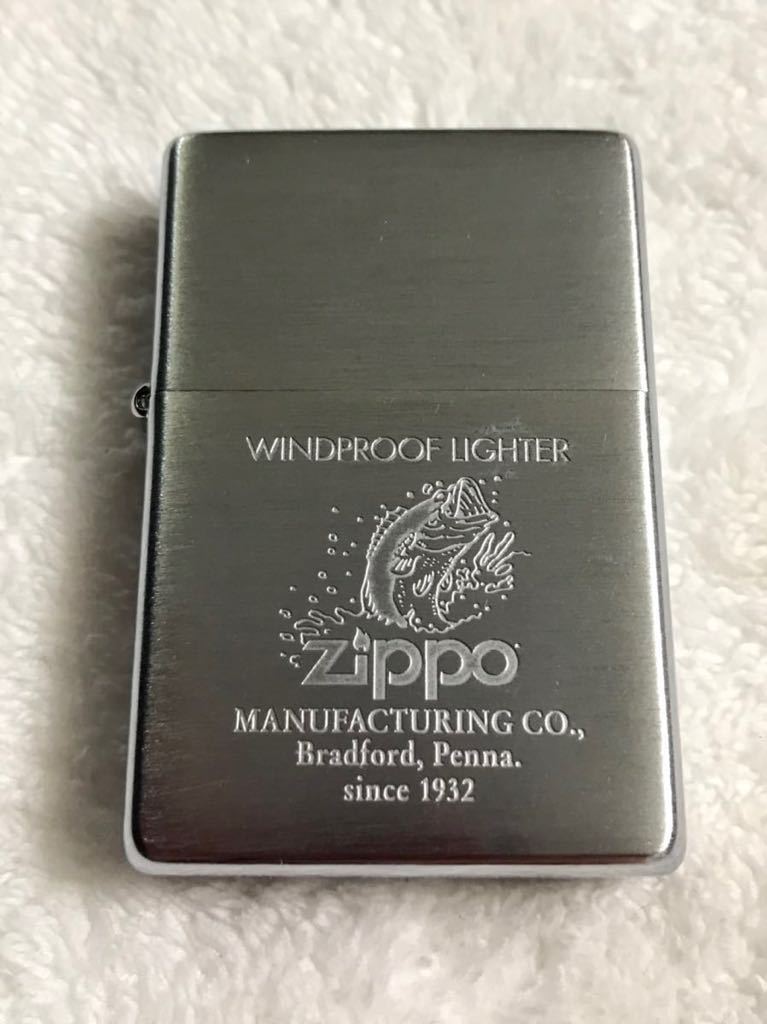 WINDPROOF LIGHTER
zippo
MANUFACTURING CO.,
Bradford, Penna.
since 1932